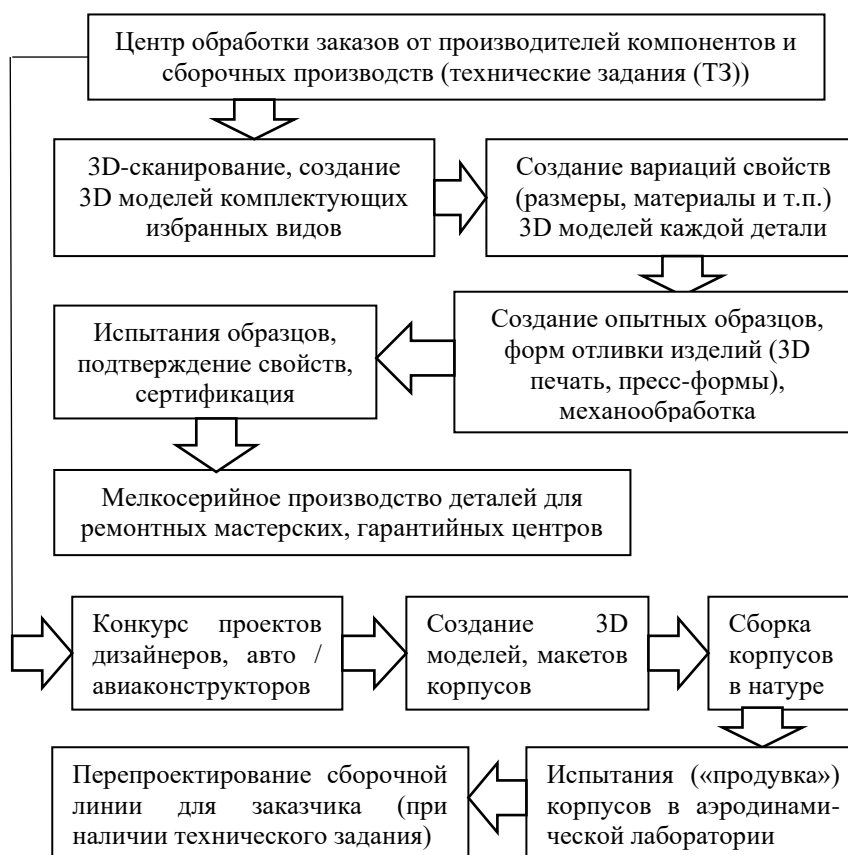 Центр обработки заказов от производителей компонентов и
сборочных производств (технические задания (ТЗ))
3D-сканирование, создание
3D моделей комплектующих
избранных видов
Создание вариаций свойств
(размеры, материалы и т.п.)
3D моделей каждой детали
Создание опытных образцов,
форм отливки изделий (3D
печать, пресс-формы),
механообработка
Испытания образцов,
подтверждение свойств,
сертификация
Мелкосерийное производство деталей для
ремонтных мастерских, гарантийных центров
Конкурс проектов
дизайнеров, авто /
авиаконструкторов
Создание 3D
моделей, макетов
корпусов
Сборка
корпусов
в натуре
Испытания («продувка»)
корпусов в аэродинами-
ческой лаборатории
Перепроектирование сборочной
линии для заказчика (при
наличии технического задания)